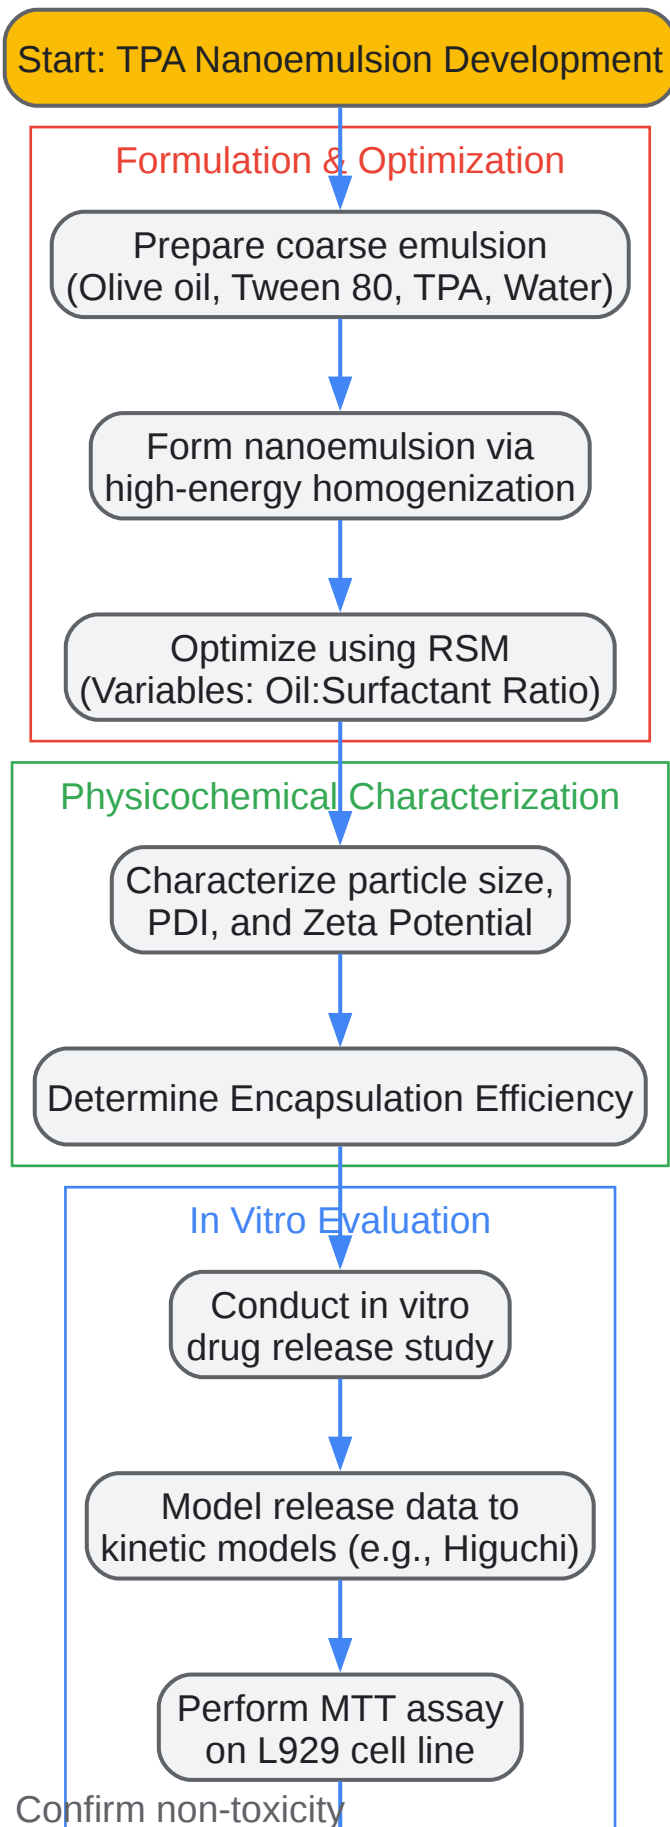 Start: TPA Nanoemulsion Development
Formulation & Optimization
Prepare coarse emulsion
(Olive oil, Tween 80, TPA, Water)
Form nanoemulsion via
high-energy homogenization
Optimize using RSM
(Variables: Oil:Surfactant Ratio)
Physicochemical Characterization
Characterize particle size,
PDI, and Zeta Potential
Determine Encapsulation Efficiency
In Vitro Evaluation
Conduct in vitro
drug release study
Model release data to
kinetic models (e.g., Higuchi)
Perform MTT assay
on L929 cell line
Confirm non-toxicity